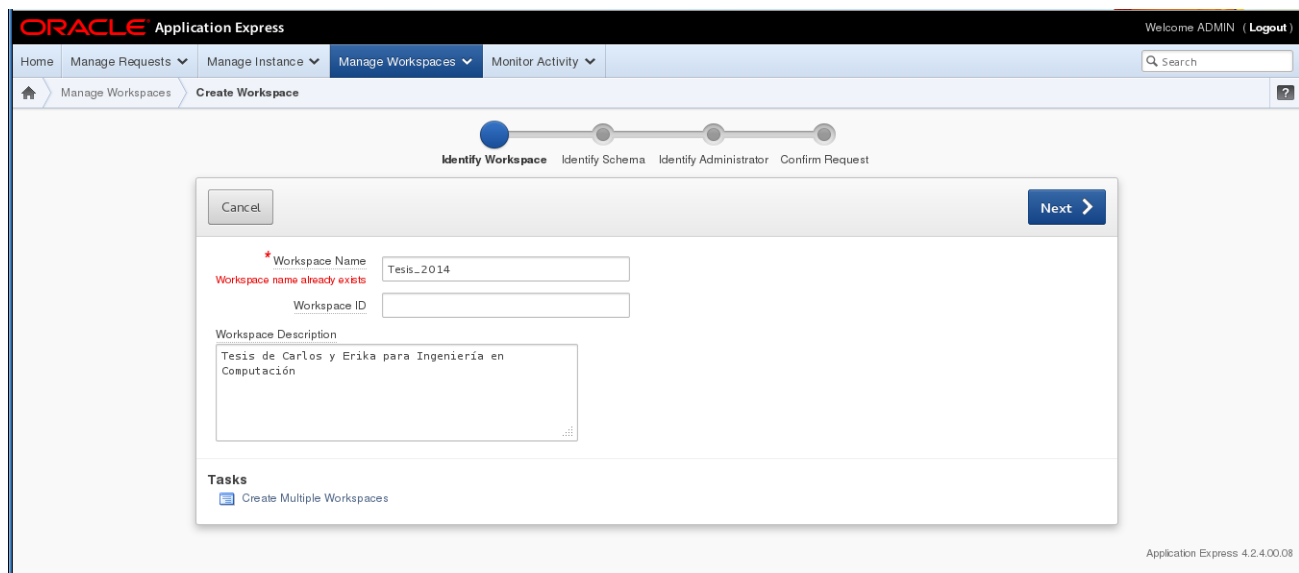 ORACLE Application Express
Welcome ADMIN ( Logout )
Home Manage Requests Manage Instance Manage Workspaces Monitor Activity Search
Manage Workspaces Create Workspace ?
Identify Workspace Identify Schema Identify Administrator Confirm Request
Cancel Next
* Workspace Name Tesis_2014
Workspace name already exists
Workspace ID
Workspace Description
Tesis de Carlos y Erika para Ingeniería en
Computación
Tasks
Create Multiple Workspaces
Application Express 4.2.4.00.08